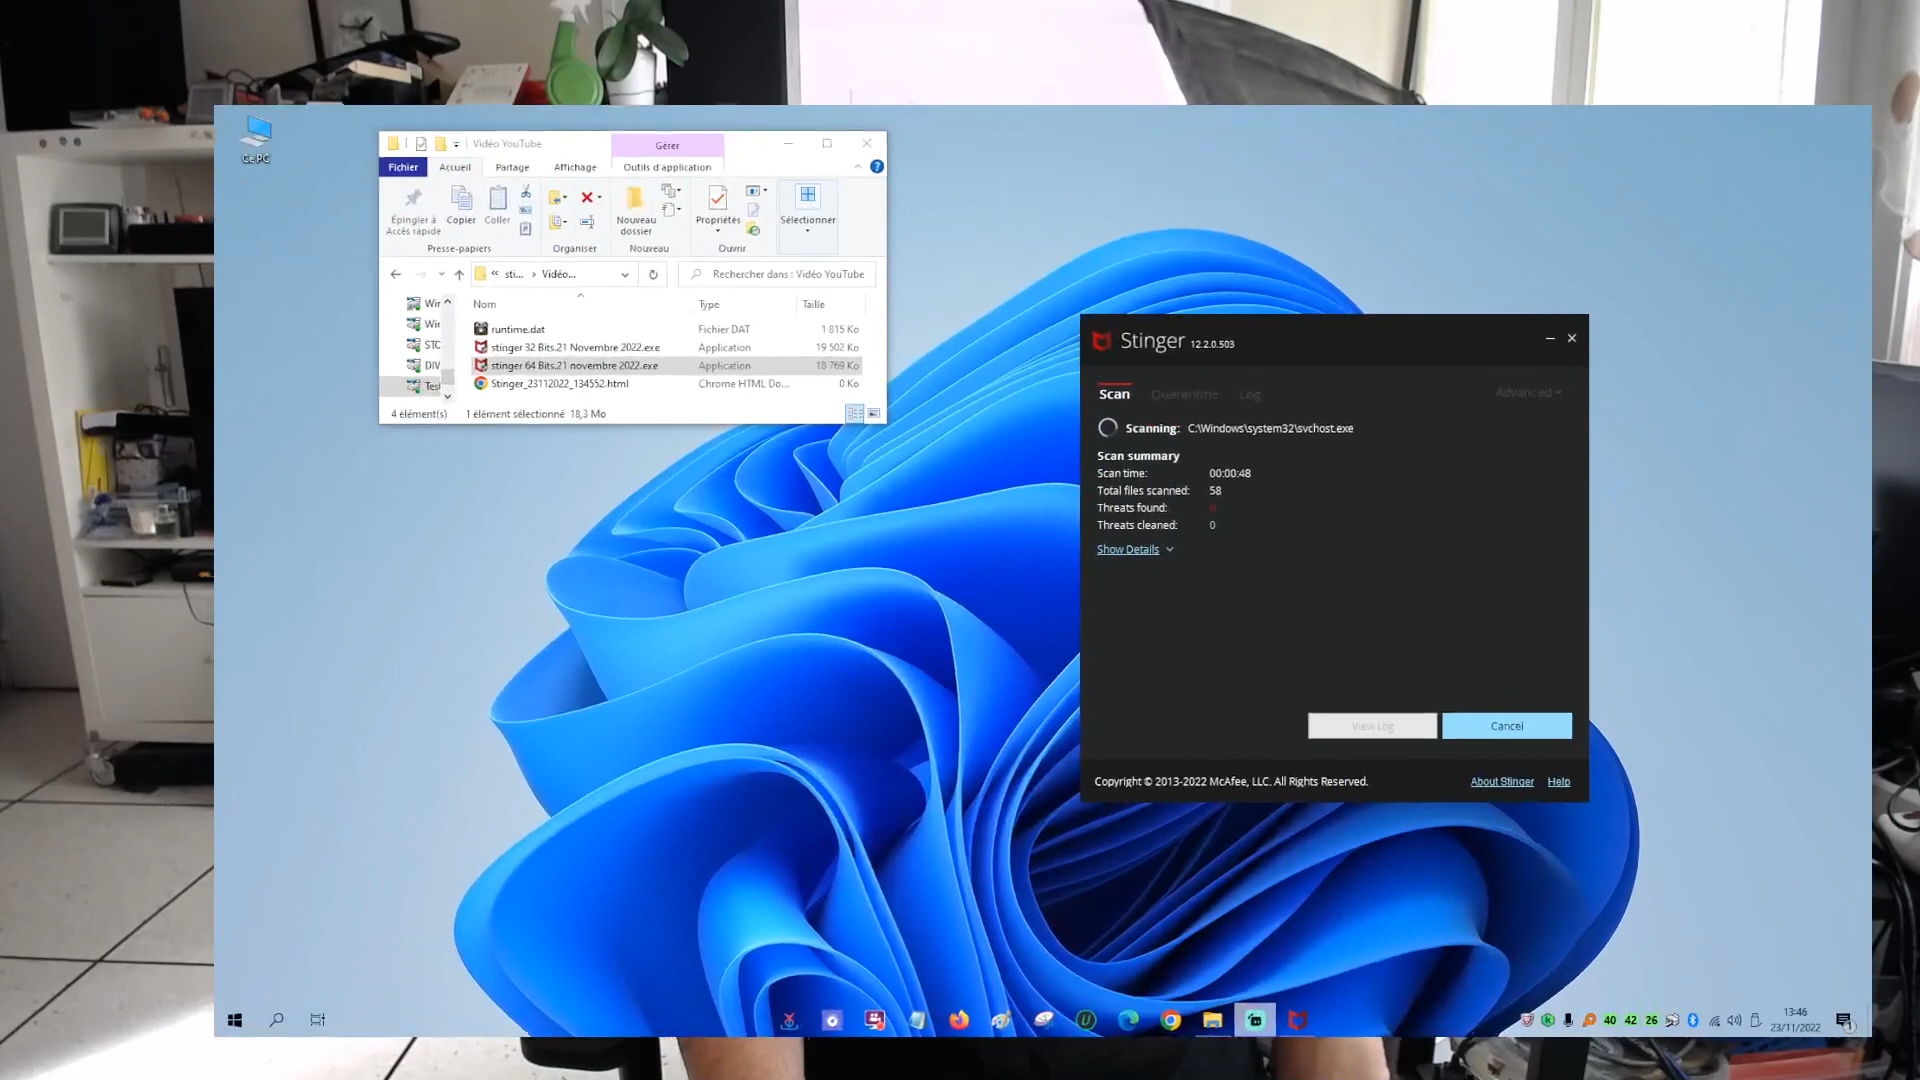 Ce PC
Vidéo YouTube
Gérer
Fichier
Accueil
Partage
Affichage
Outils d'application
Épingler à
Accès rapide
Copier
Coller
Nouveau
dossier
Propriétés
Sélectionner
Presse-papiers
Organiser
Nouveau
Ouvrir
« sti... › Vidéo...
Rechercher dans : Vidéo YouTube
Nom
Type
Taille
runtime.dat
Fichier DAT
1 815 Ko
stinger 32 Bits.21 Novembre 2022.exe
Application
19 502 Ko
stinger 64 Bits.21 novembre 2022.exe
Application
18 769 Ko
Stinger_23112022_134552.html
Chrome HTML Do...
0 Ko
Wir
Wir
STC
DIV
Test
4 élément(s)
1 élément sélectionné 18,3 Mo
Stinger 12.2.0.503
Scan
Quarantine
Log
Advanced
Scanning: C:\Windows\system32\svchost.exe
Scan summary
Scan time: 00:00:48
Total files scanned: 58
Threats found: 0
Threats cleaned: 0
Show Details
View Log
Cancel
Copyright © 2013-2022 McAfee, LLC. All Rights Reserved.
About Stinger
Help
40 42 26
13:46
23/11/2022